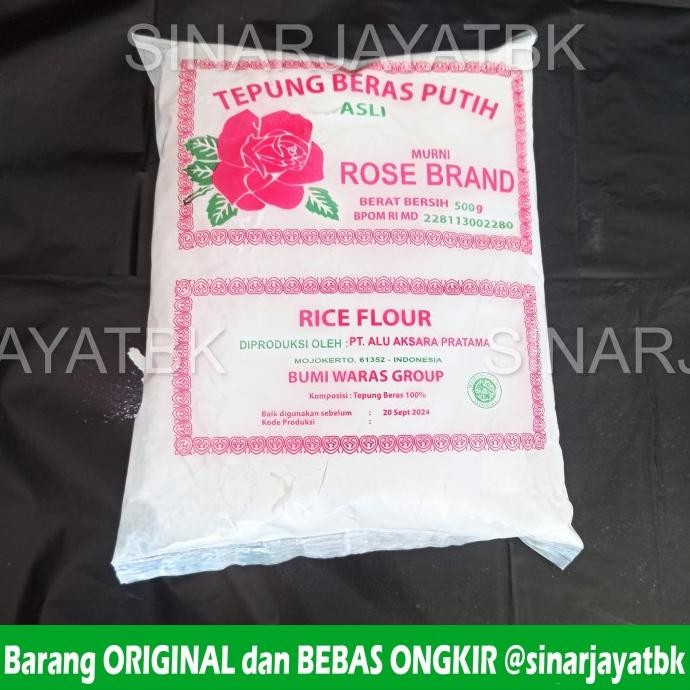 SINARJAYATBK
TEPUNG BERAS PUTIH
ASLI
MURNI
ROSE BRAND
BERAT BERSIH 500g
BPOM RI MD 228113002280
RICE FLOUR
DIPRODUKSI OLEH : PT. ALU AKSARA PRATAMA
MOJOKERTO, 61352 - INDONESIA
BUMI WARAS GROUP
Komposisi : Tepung Beras 100%
Baik digunakan sebelum : 20 Sept 2024
Kode Produksi :
AYATBK
SINARJ
Barang ORIGINAL dan BEBAS ONGKIR @sinarjayatbk